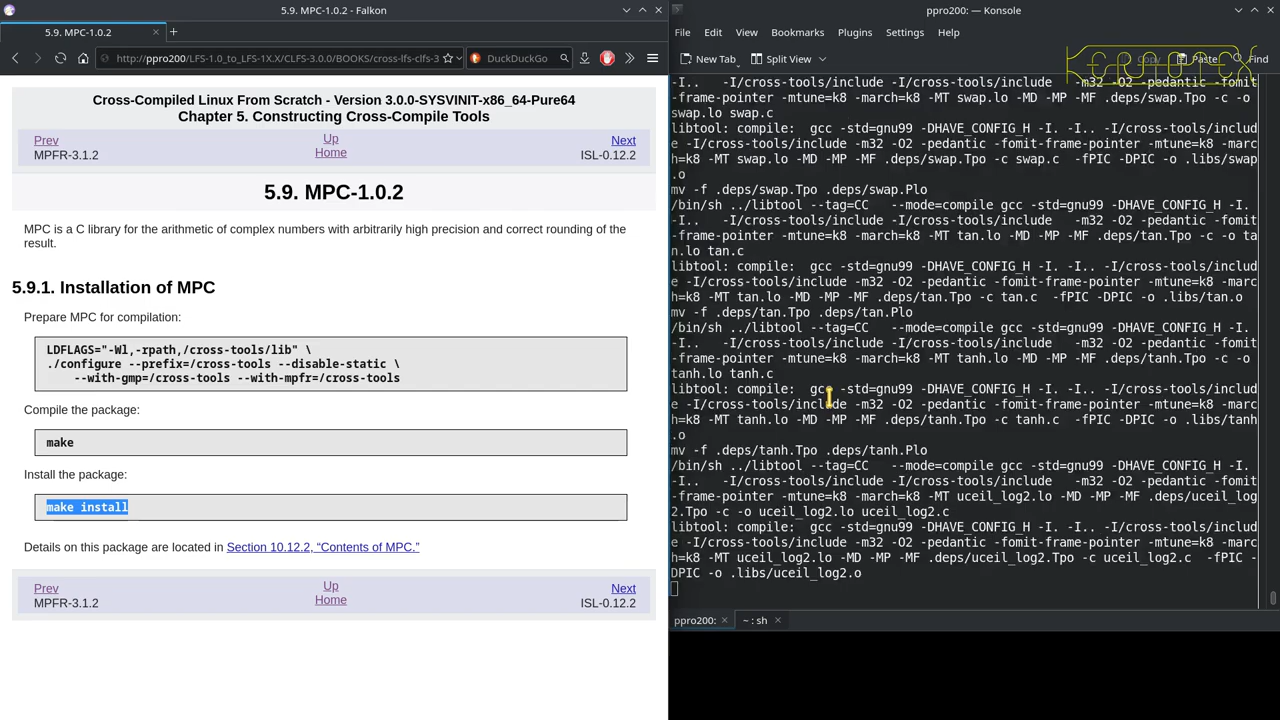 5.9. MPC-1.0.2 - Falkon
5.9. MPC-1.0.2
http://ppro200/LFS-1.0_to_LFS-1X.X/CLFS-3.0.0/BOOKS/cross-lfs-clfs-3
DuckDuckGo
Cross-Compiled Linux From Scratch - Version 3.0.0-SYSVINIT-x86_64-Pure64
Chapter 5. Constructing Cross-Compile Tools
Prev
Up
Next
MPFR-3.1.2
Home
ISL-0.12.2
5.9. MPC-1.0.2
MPC is a C library for the arithmetic of complex numbers with arbitrarily high precision and correct rounding of the
result.
5.9.1. Installation of MPC
Prepare MPC for compilation:
LDFLAGS="-Wl,-rpath,/cross-tools/lib" \
./configure --prefix=/cross-tools --disable-static \
--with-gmp=/cross-tools --with-mpfr=/cross-tools
Compile the package:
make
Install the package:
make install
Details on this package are located in Section 10.12.2, “Contents of MPC.”
Prev
Up
Next
MPFR-3.1.2
Home
ISL-0.12.2
ppro200: — Konsole
File Edit View Bookmarks Plugins Settings Help
New Tab Split View Copy Paste Find
-I.. -I/cross-tools/include -I/cross-tools/include -m32 -O2 -pedantic -fomit
-frame-pointer -mtune=k8 -march=k8 -MT swap.lo -MD -MP -MF .deps/swap.Tpo -c -o
swap.lo swap.c
libtool: compile: gcc -std=gnu99 -DHAVE_CONFIG_H -I. -I.. -I/cross-tools/includ
e -I/cross-tools/include -m32 -O2 -pedantic -fomit-frame-pointer -mtune=k8 -marc
h=k8 -MT swap.lo -MD -MP -MF .deps/swap.Tpo -c swap.c -fPIC -DPIC -o .libs/swap
.o
mv -f .deps/swap.Tpo .deps/swap.Plo
/bin/sh ../libtool --tag=CC --mode=compile gcc -std=gnu99 -DHAVE_CONFIG_H -I.
-I.. -I/cross-tools/include -I/cross-tools/include -m32 -O2 -pedantic -fomit
-frame-pointer -mtune=k8 -march=k8 -MT tan.lo -MD -MP -MF .deps/tan.Tpo -c -o ta
n.lo tan.c
libtool: compile: gcc -std=gnu99 -DHAVE_CONFIG_H -I. -I.. -I/cross-tools/includ
e -I/cross-tools/include -m32 -O2 -pedantic -fomit-frame-pointer -mtune=k8 -marc
h=k8 -MT tan.lo -MD -MP -MF .deps/tan.Tpo -c tan.c -fPIC -DPIC -o .libs/tan.o
mv -f .deps/tan.Tpo .deps/tan.Plo
/bin/sh ../libtool --tag=CC --mode=compile gcc -std=gnu99 -DHAVE_CONFIG_H -I.
-I.. -I/cross-tools/include -I/cross-tools/include -m32 -O2 -pedantic -fomit
-frame-pointer -mtune=k8 -march=k8 -MT tanh.lo -MD -MP -MF .deps/tanh.Tpo -c -o
tanh.lo tanh.c
libtool: compile: gcc -std=gnu99 -DHAVE_CONFIG_H -I. -I.. -I/cross-tools/includ
e -I/cross-tools/include -m32 -O2 -pedantic -fomit-frame-pointer -mtune=k8 -marc
h=k8 -MT tanh.lo -MD -MP -MF .deps/tanh.Tpo -c tanh.c -fPIC -DPIC -o .libs/tanh
.o
mv -f .deps/tanh.Tpo .deps/tanh.Plo
/bin/sh ../libtool --tag=CC --mode=compile gcc -std=gnu99 -DHAVE_CONFIG_H -I.
-I.. -I/cross-tools/include -I/cross-tools/include -m32 -O2 -pedantic -fomit
-frame-pointer -mtune=k8 -march=k8 -MT uceil_log2.lo -MD -MP -MF .deps/uceil_log
2.Tpo -c -o uceil_log2.lo uceil_log2.c
libtool: compile: gcc -std=gnu99 -DHAVE_CONFIG_H -I. -I.. -I/cross-tools/includ
e -I/cross-tools/include -m32 -O2 -pedantic -fomit-frame-pointer -mtune=k8 -marc
h=k8 -MT uceil_log2.lo -MD -MP -MF .deps/uceil_log2.Tpo -c uceil_log2.c -fPIC -
DPIC -o .libs/uceil_log2.o
ppro200:
~ : sh